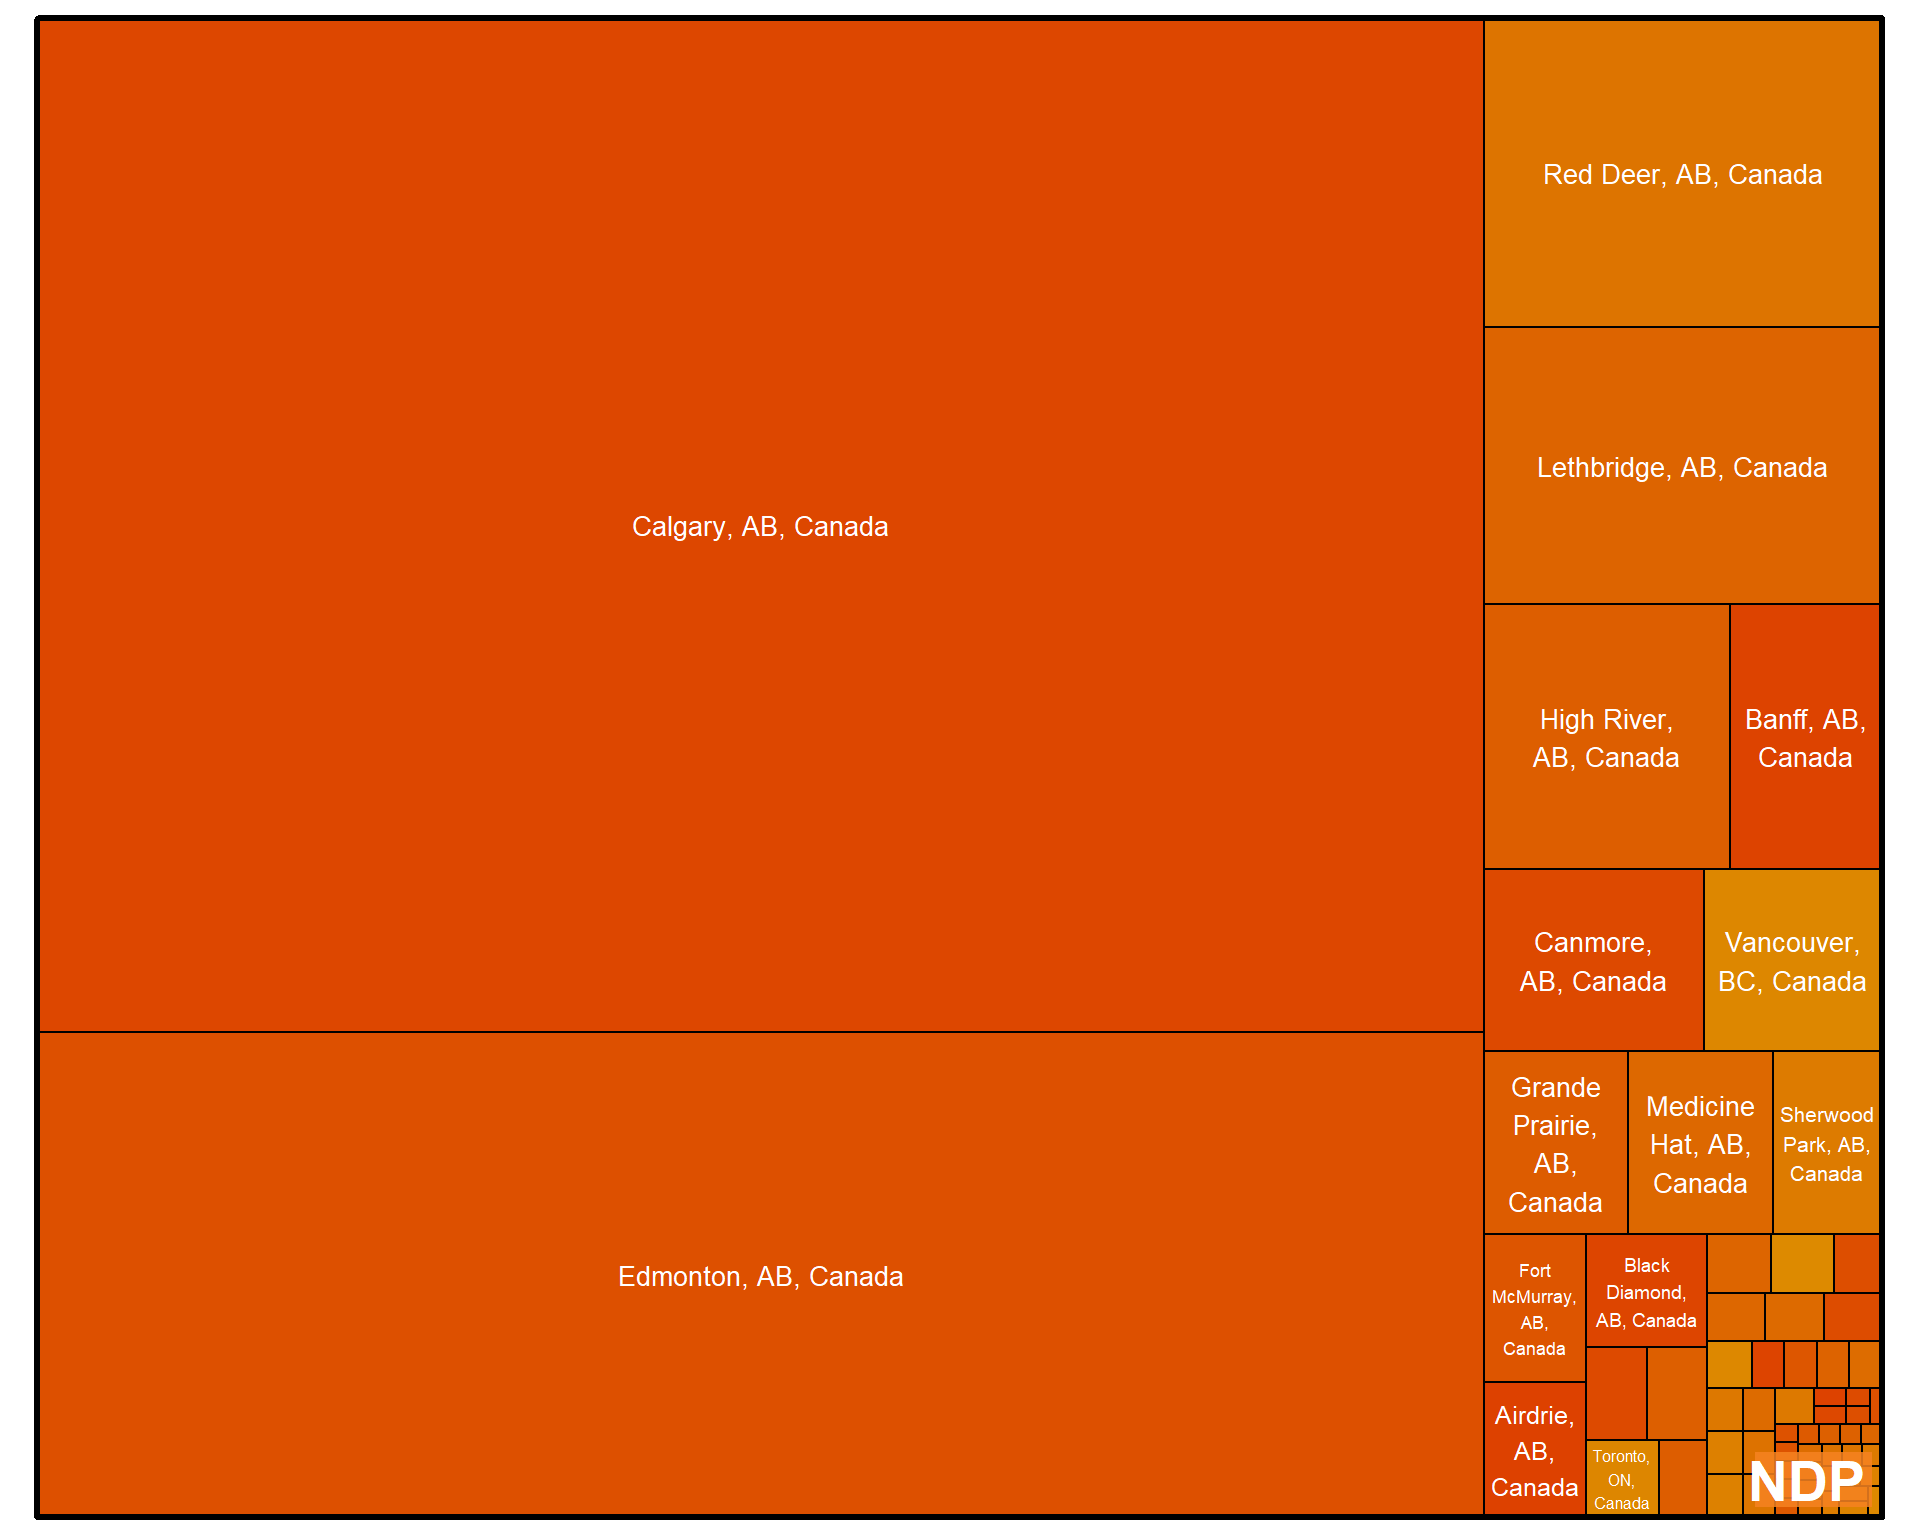 Calgary, AB, Canada
Edmonton, AB, Canada
Red Deer, AB, Canada
Lethbridge, AB, Canada
High River,
AB, Canada
Banff, AB,
Canada
Canmore,
AB, Canada
Vancouver,
BC, Canada
Grande
Prairie,
AB,
Canada
Medicine
Hat, AB,
Canada
Sherwood
Park, AB,
Canada
Fort
McMurray,
AB,
Canada
Black
Diamond,
AB, Canada
Airdrie,
AB,
Canada
Toronto,
ON,
Canada
NDP